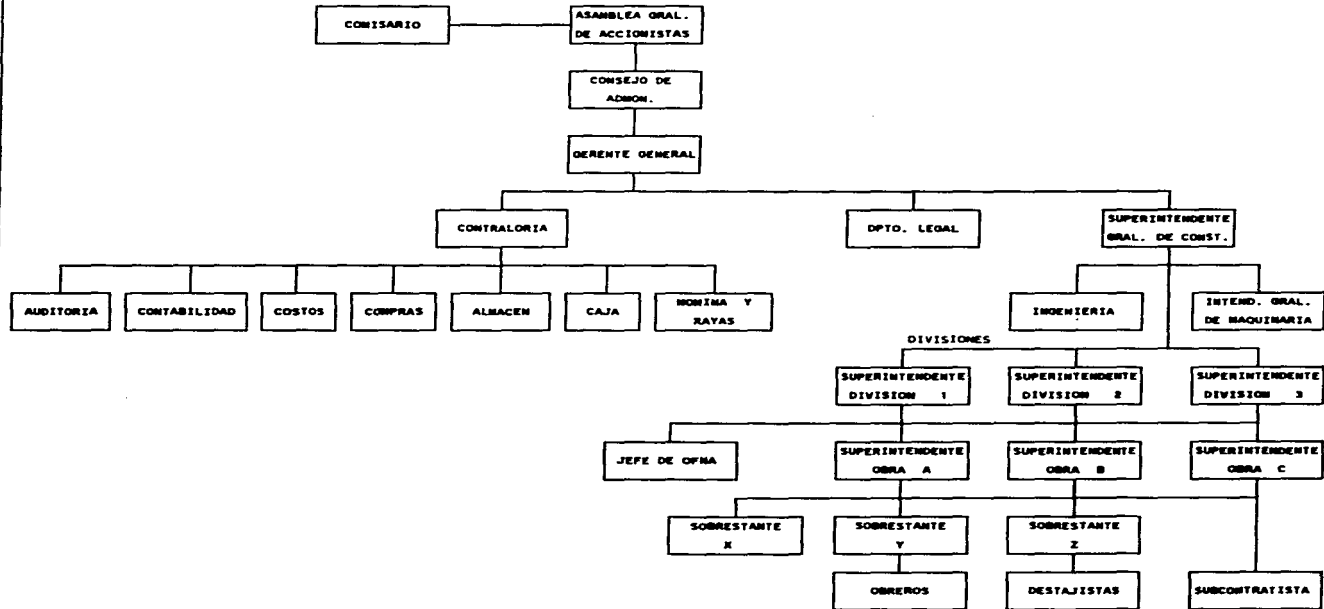 COMISARIO
ASAMBLEA GRAL.
DE ACCIONISTAS
CONSEJO DE
ADMON.
GERENTE GENERAL
CONTRALORIA
DPTO. LEGAL
SUPERINTENDENTE
GRAL. DE CONST.
AUDITORIA
CONTABILIDAD
COSTOS
COMPRAS
ALMACEN
CAJA
NOMINA Y
RAYAS
INGENIERIA
INTEND. GRAL.
DE MAQUINARIA
DIVISIONES
SUPERINTENDENTE
DIVISION 1
SUPERINTENDENTE
DIVISION 2
SUPERINTENDENTE
DIVISION 3
JEFE DE OFNA
SUPERINTENDENTE
OBRA A
SUPERINTENDENTE
OBRA B
SUPERINTENDENTE
OBRA C
SOBRESTANTE
X
SOBRESTANTE
Y
SOBRESTANTE
Z
OBREROS
DESTAJISTAS
SUBCONTRATISTA